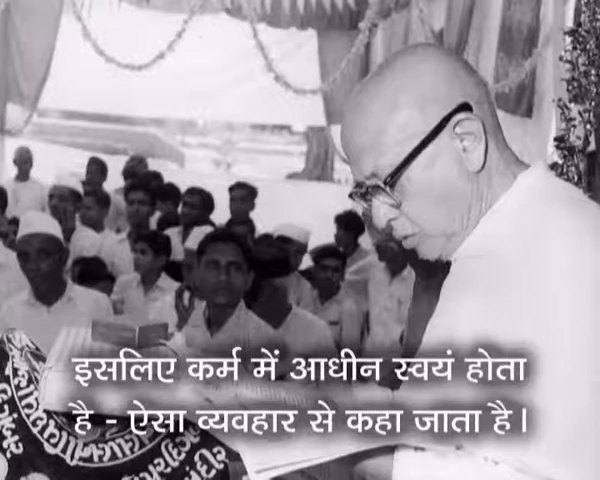 इसलिए कर्म में आधीन स्वयं होता
है - ऐसा व्यवहार से कहा जाता है।